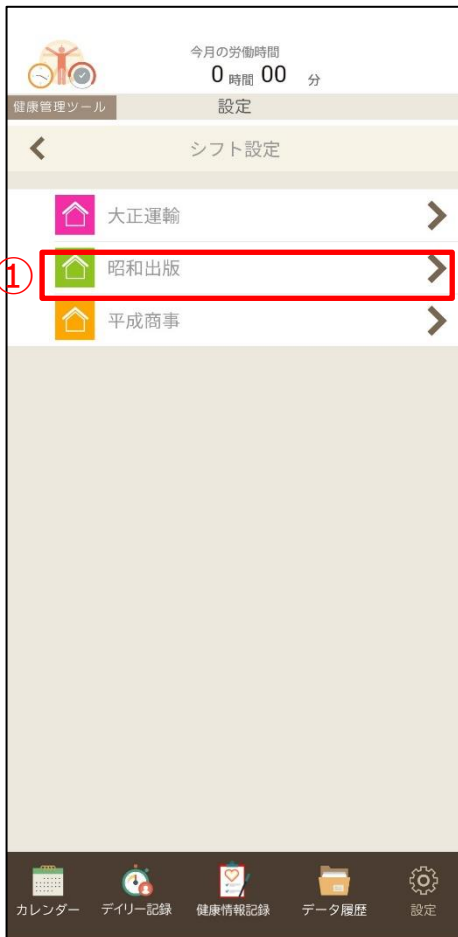 今月の労働時間
0 時間 00 分
健康管理ツール 設定
シフト設定
大正運輸
① 昭和出版
平成商事
カレンダー デイリー記録 健康情報記録 データ履歴 設定